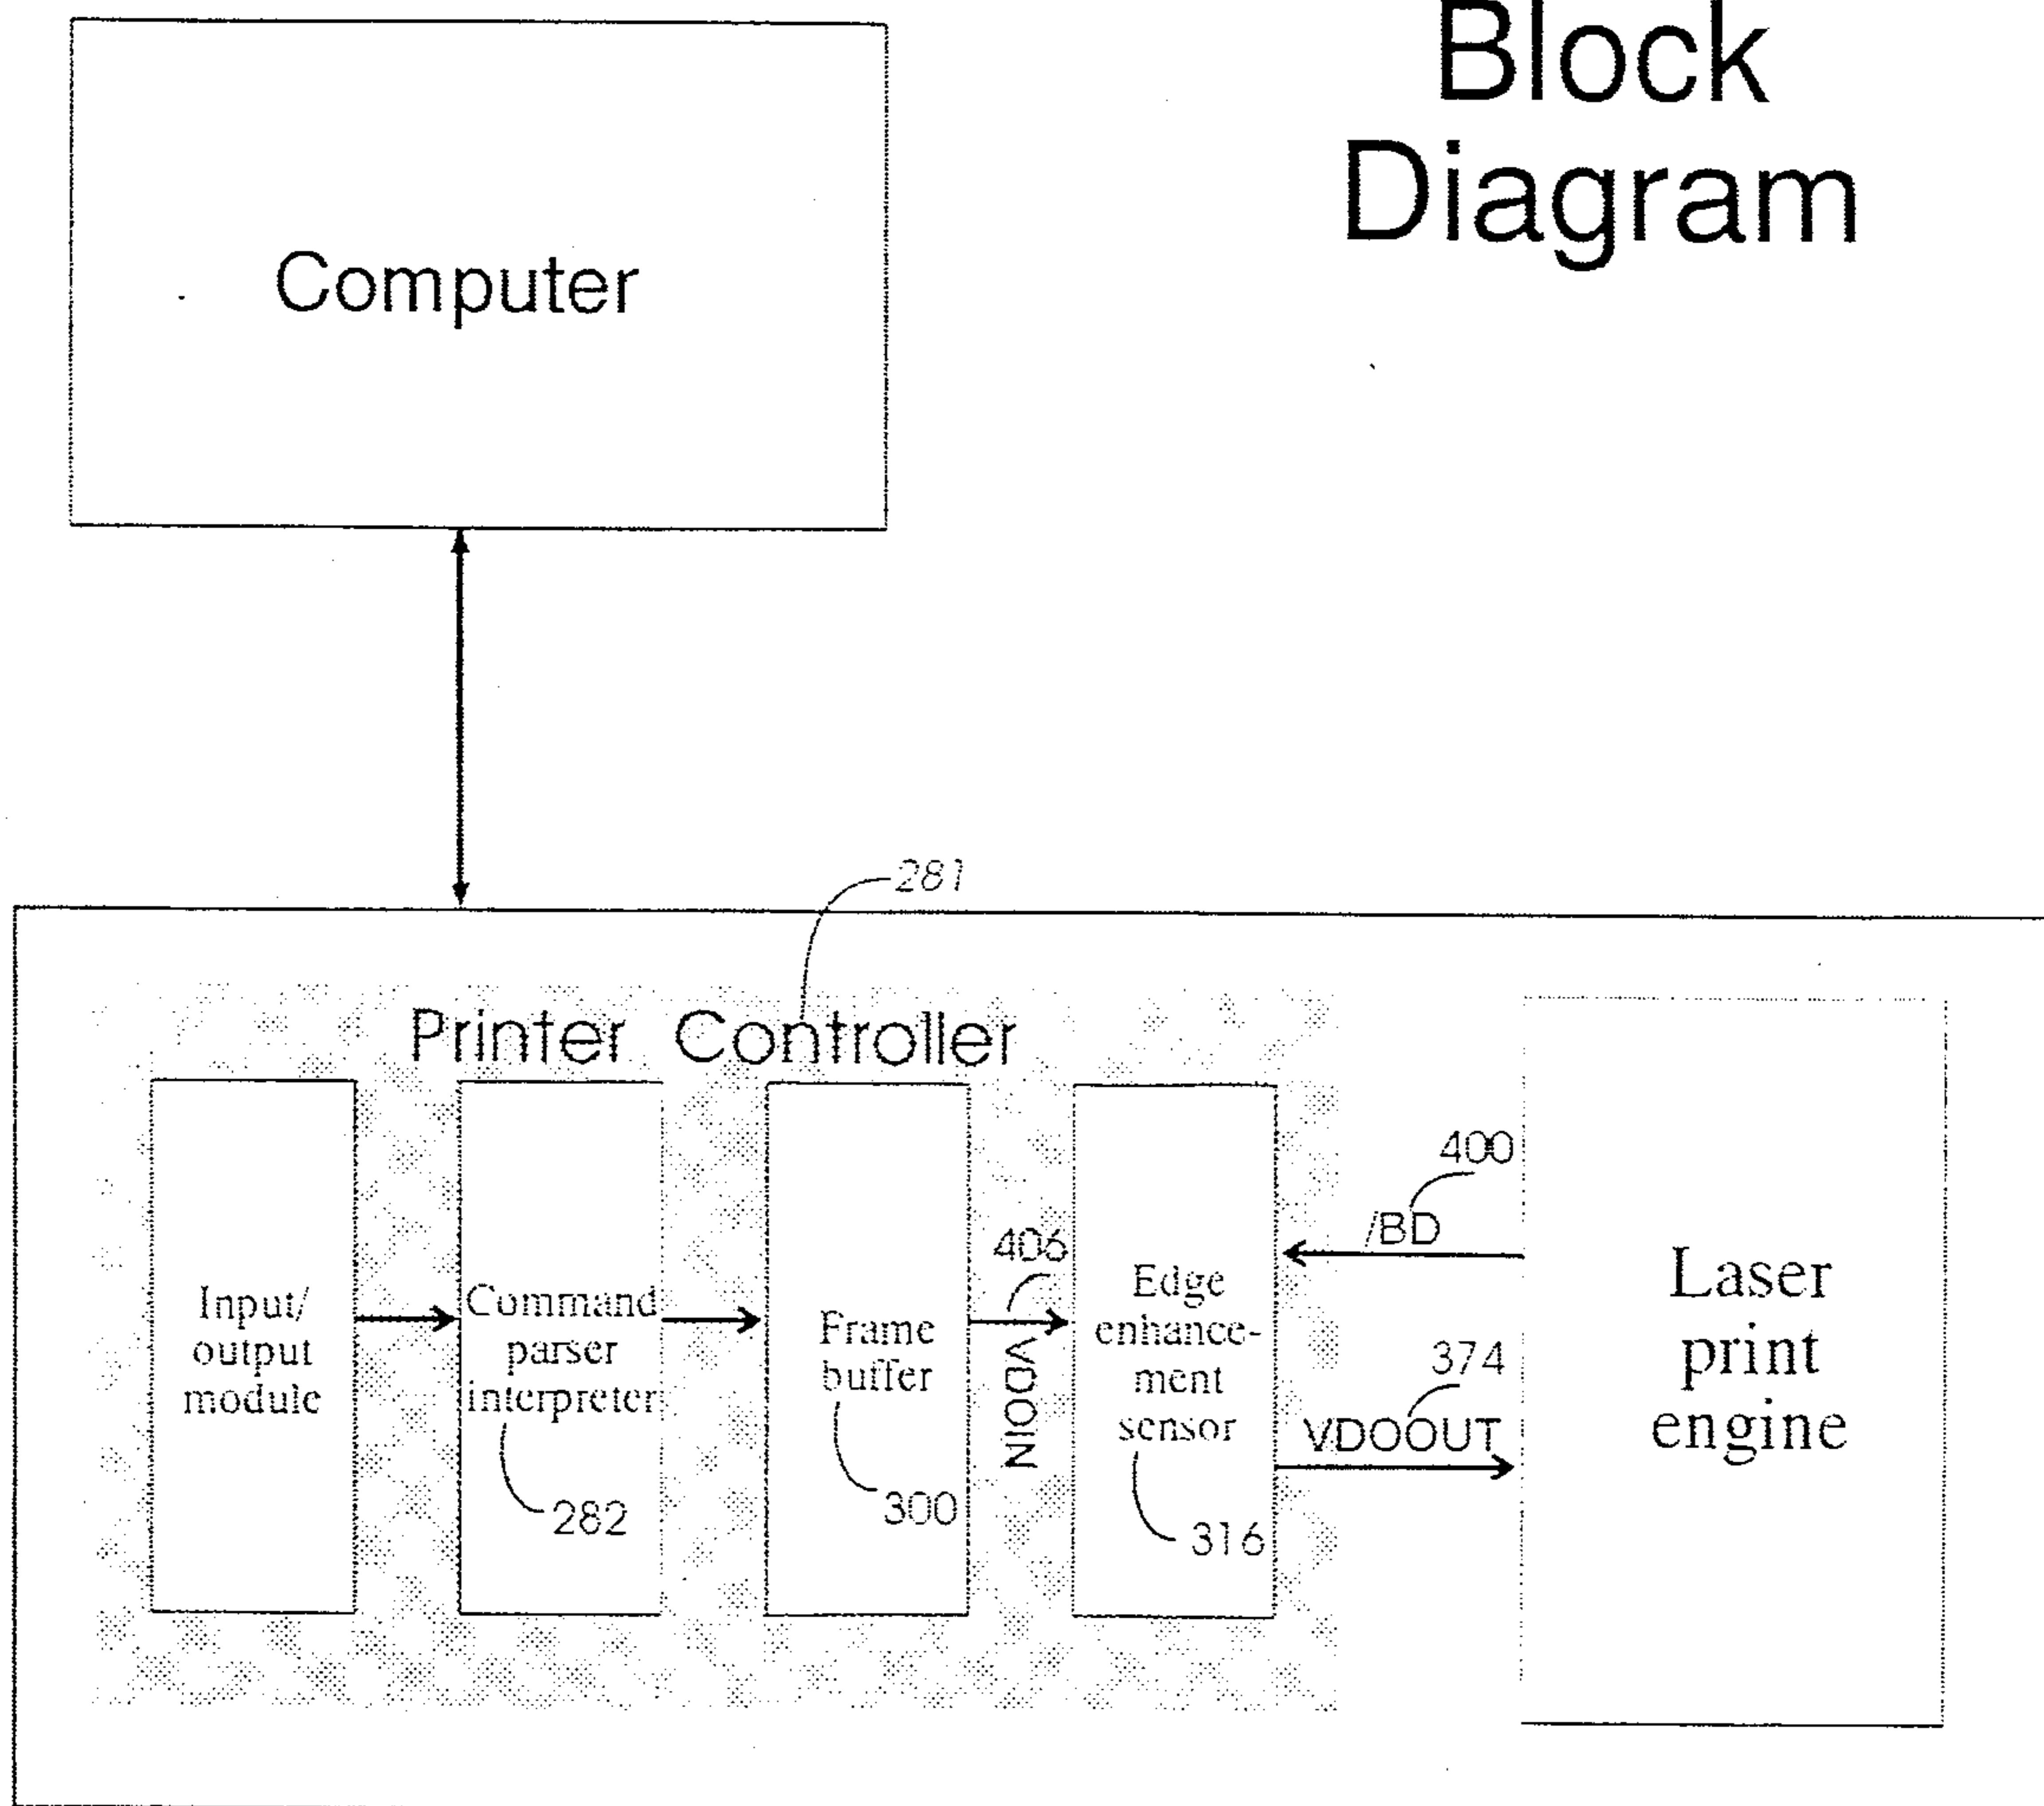 Block
Diagram
Computer
281
Printer Controller
Input/
output
module
Command
parser
interpreter
282
Frame
buffer
300
406
VDOIN
Edge
enhance-
ment
sensor
316
400
/BD
374
VDOOUT
Laser
print
engine